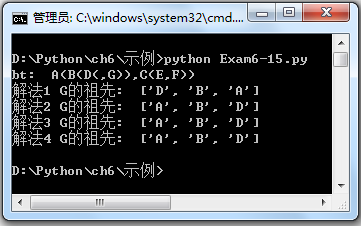 管理员: C:\windows\system32\cmd....
D:\Python\ch6\示例>python Exam6-15.py
bt:  A(B(D(,G)),C(E,F))
解法1 G的祖先:  ['D', 'B', 'A']
解法2 G的祖先:  ['A', 'B', 'D']
解法3 G的祖先:  ['A', 'B', 'D']
解法4 G的祖先:  ['A', 'B', 'D']
D:\Python\ch6\示例>